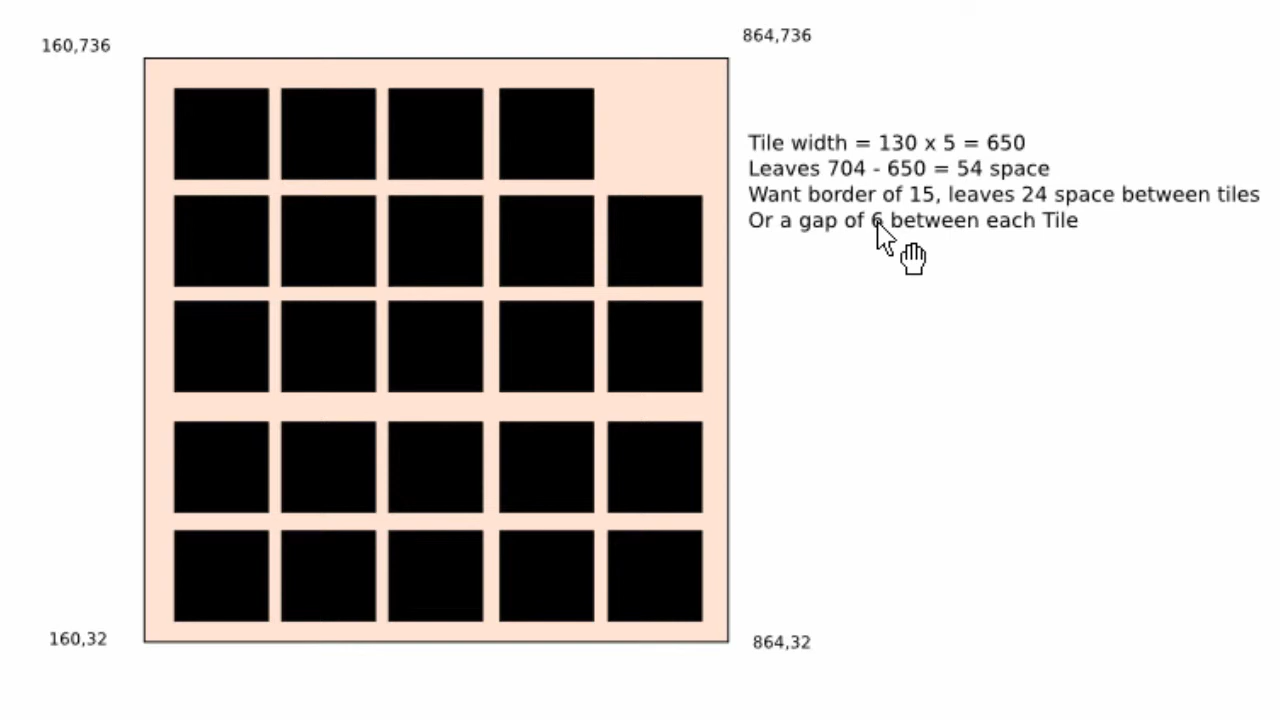 160,736
864,736
Tile width = 130 x 5 = 650
Leaves 704 - 650 = 54 space
Want border of 15, leaves 24 space between tiles
Or a gap of 6 between each Tile
160,32
864,32